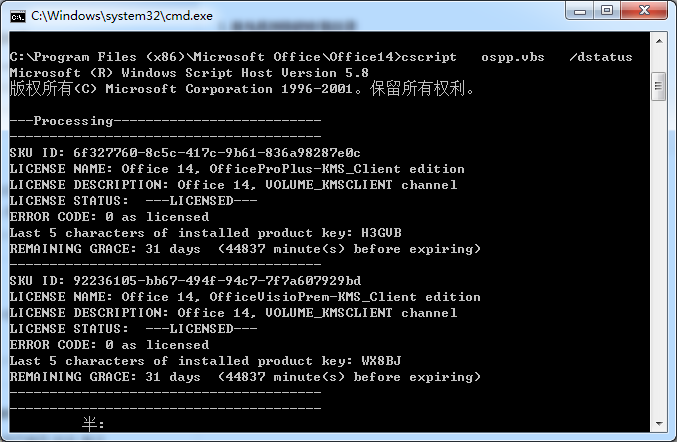 C:\Windows\system32\cmd.exe
C:\Program Files (x86)\Microsoft Office\Office14>cscript   ospp.vbs   /dstatus
Microsoft (R) Windows Script Host Version 5.8
版权所有(C) Microsoft Corporation 1996-2001。保留所有权利。
---Processing--------------------------
---------------------------------------
SKU ID: 6f327760-8c5c-417c-9b61-836a98287e0c
LICENSE NAME: Office 14, OfficeProPlus-KMS_Client edition
LICENSE DESCRIPTION: Office 14, VOLUME_KMSCLIENT channel
LICENSE STATUS:  ---LICENSED---
ERROR CODE: 0 as licensed
Last 5 characters of installed product key: H3GVB
REMAINING GRACE: 31 days  (44837 minute(s) before expiring)
---------------------------------------
SKU ID: 92236105-bb67-494f-94c7-7f7a607929bd
LICENSE NAME: Office 14, OfficeVisioPrem-KMS_Client edition
LICENSE DESCRIPTION: Office 14, VOLUME_KMSCLIENT channel
LICENSE STATUS:  ---LICENSED---
ERROR CODE: 0 as licensed
Last 5 characters of installed product key: WX8BJ
REMAINING GRACE: 31 days  (44837 minute(s) before expiring)
---------------------------------------
---------------------------------------
半: